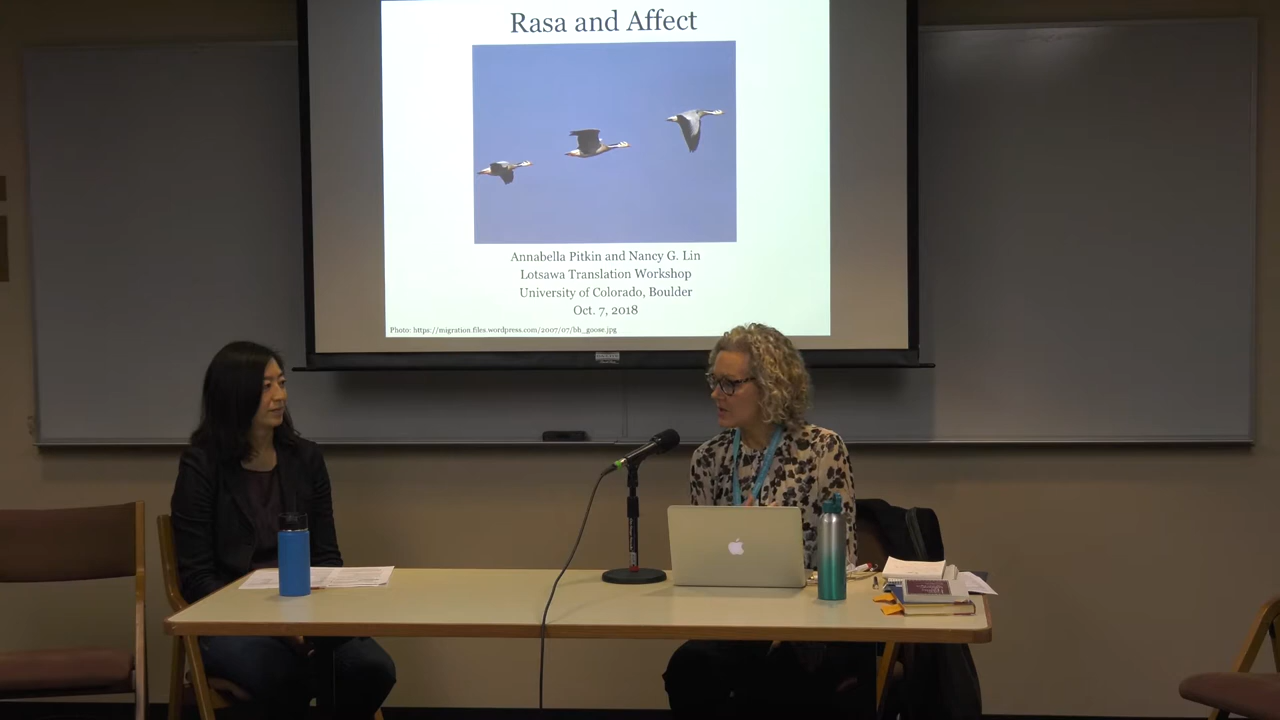 Rasa and Affect
Annabella Pitkin and Nancy G. Lin
Lotsawa Translation Workshop
University of Colorado, Boulder
Oct. 7, 2018
Photo: https://migration.files.wordpress.com/2007/07/bh_goose.jpg